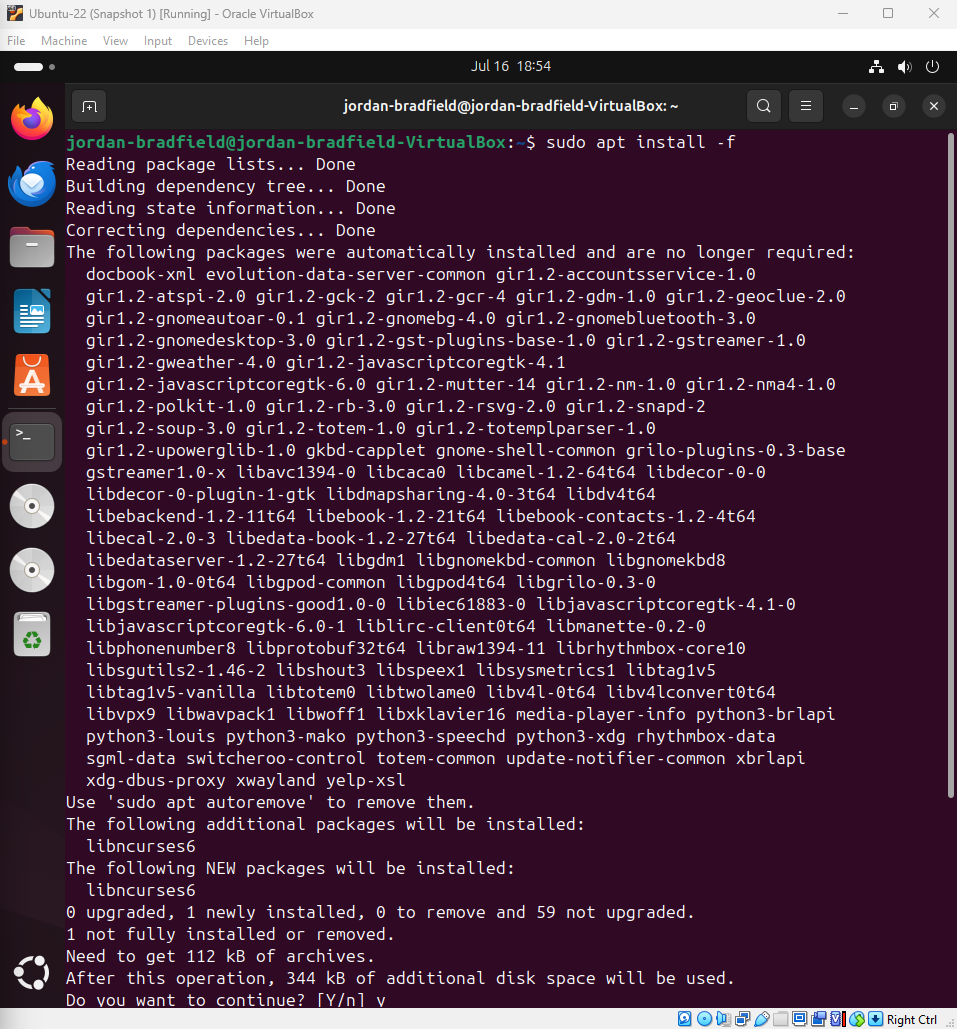 Ubuntu-22 (Snapshot 1) [Running] - Oracle VirtualBox
File Machine View Input Devices Help
Jul 16 18:54
jordan-bradfield@jordan-bradfield-VirtualBox: ~
jordan-bradfield@jordan-bradfield-VirtualBox:~$ sudo apt install -f
Reading package lists... Done
Building dependency tree... Done
Reading state information... Done
Correcting dependencies... Done
The following packages were automatically installed and are no longer required:
docbook-xml evolution-data-server-common gir1.2-accountsservice-1.0
gir1.2-atspi-2.0 gir1.2-gck-2 gir1.2-gcr-4 gir1.2-gdm-1.0 gir1.2-geoclue-2.0
gir1.2-gnomeautoar-0.1 gir1.2-gnomebg-4.0 gir1.2-gnomebluetooth-3.0
gir1.2-gnomedesktop-3.0 gir1.2-gst-plugins-base-1.0 gir1.2-gstreamer-1.0
gir1.2-gweather-4.0 gir1.2-javascriptcoregtk-4.1
gir1.2-javascriptcoregtk-6.0 gir1.2-mutter-14 gir1.2-nm-1.0 gir1.2-nma4-1.0
gir1.2-polkit-1.0 gir1.2-rb-3.0 gir1.2-rsvg-2.0 gir1.2-snapd-2
gir1.2-soup-3.0 gir1.2-totem-1.0 gir1.2-totemplparser-1.0
gir1.2-upowerglib-1.0 gkbd-capplet gnome-shell-common grilo-plugins-0.3-base
gstreamer1.0-x libavc1394-0 libcaca0 libcamel-1.2-64t64 libdecor-0-0
libdecor-0-plugin-1-gtk libdmapsharing-4.0-3t64 libdv4t64
libebackend-1.2-11t64 libebook-1.2-21t64 libebook-contacts-1.2-4t64
libecal-2.0-3 libedata-book-1.2-27t64 libedata-cal-2.0-2t64
libedataserver-1.2-27t64 libgdm1 libgnomekbd-common libgnomekbd8
libgom-1.0-0t64 libgpod-common libgpod4t64 libgrilo-0.3-0
libgstreamer-plugins-good1.0-0 libiec61883-0 libjavascriptcoregtk-4.1-0
libjavascriptcoregtk-6.0-1 liblirc-client0t64 libmanette-0.2-0
libphonenumber8 libprotobuf32t64 libraw1394-11 librhythmbox-core10
libsgutils2-1.46-2 libshout3 libspeex1 libsysmetrics1 libtag1v5
libtag1v5-vanilla libtotem0 libtwolame0 libv4l-0t64 libv4lconvert0t64
libvpx9 libwavpack1 libwoff1 libxklavier16 media-player-info python3-brlapi
python3-louis python3-mako python3-speechd python3-xdg rhythmbox-data
sgml-data switcheroo-control totem-common update-notifier-common xbrlapi
xdg-dbus-proxy xwayland yelp-xsl
Use 'sudo apt autoremove' to remove them.
The following additional packages will be installed:
libncurses6
The following NEW packages will be installed:
libncurses6
0 upgraded, 1 newly installed, 0 to remove and 59 not upgraded.
1 not fully installed or removed.
Need to get 112 kB of archives.
After this operation, 344 kB of additional disk space will be used.
Do you want to continue? [Y/n] y
Right Ctrl